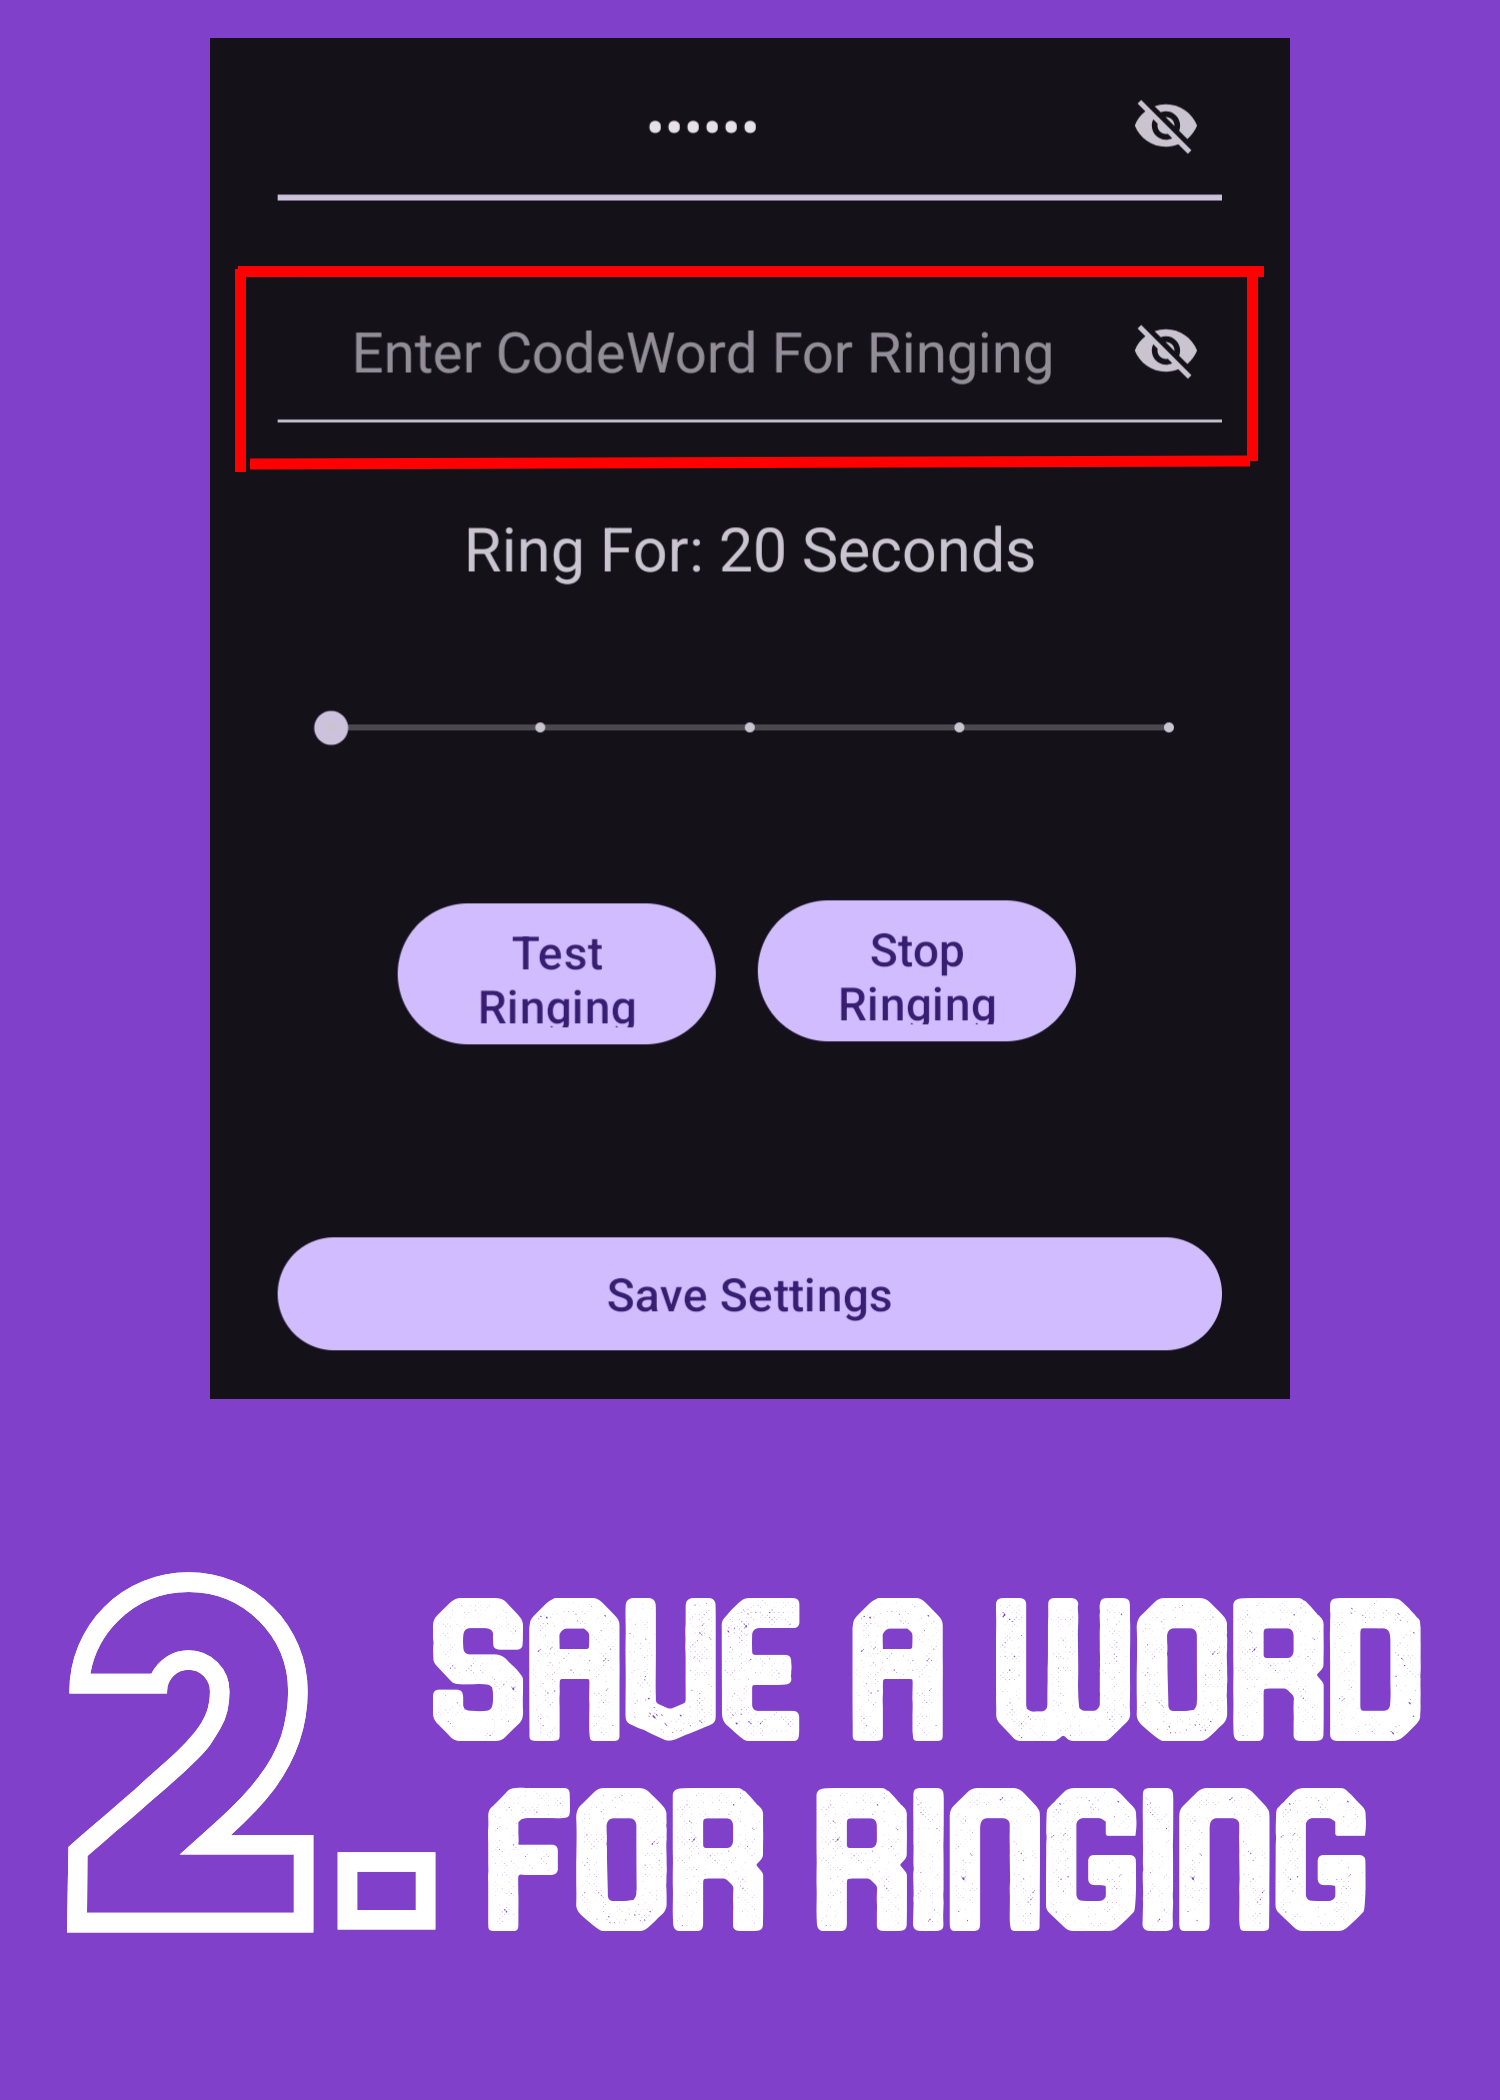 ••••••
Enter CodeWord For Ringing
Ring For: 20 Seconds
Test
Ringing
Stop
Ringing
Save Settings
2. SAVE A WORD
FOR RINGING